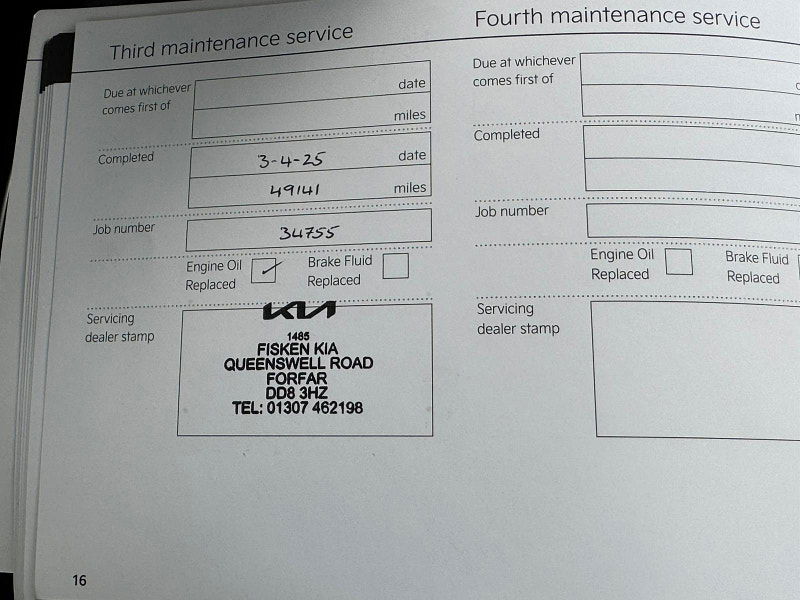 Third maintenance service
Due at whichever
comes first of
date
miles
Completed
3-4-25 date
49141 miles
Job number
34755
Engine Oil
Replaced
Brake Fluid
Replaced
Servicing
dealer stamp
KIA
1485
FISKEN KIA
QUEENSWELL ROAD
FORFAR
DD8 3HZ
TEL: 01307 462198
16
Fourth maintenance service
Due at whichever
comes first of
Completed
Job number
Engine Oil
Replaced
Brake Fluid
Replaced
Servicing
dealer stamp